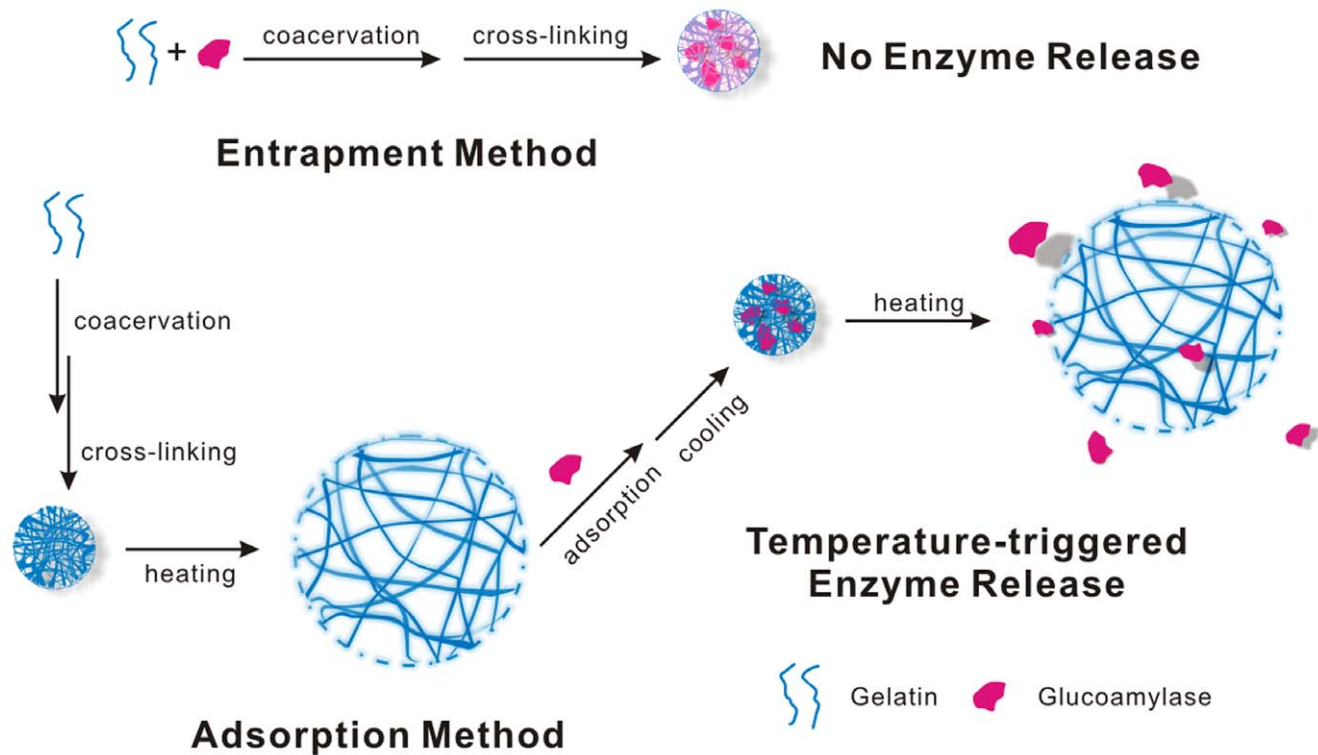 coacervation
cross-linking
+
No Enzyme Release
Entrapment Method
coacervation
cross-linking
heating
adsorption
cooling
heating
Temperature-triggered
Enzyme Release
Adsorption Method
Gelatin
Glucoamylase